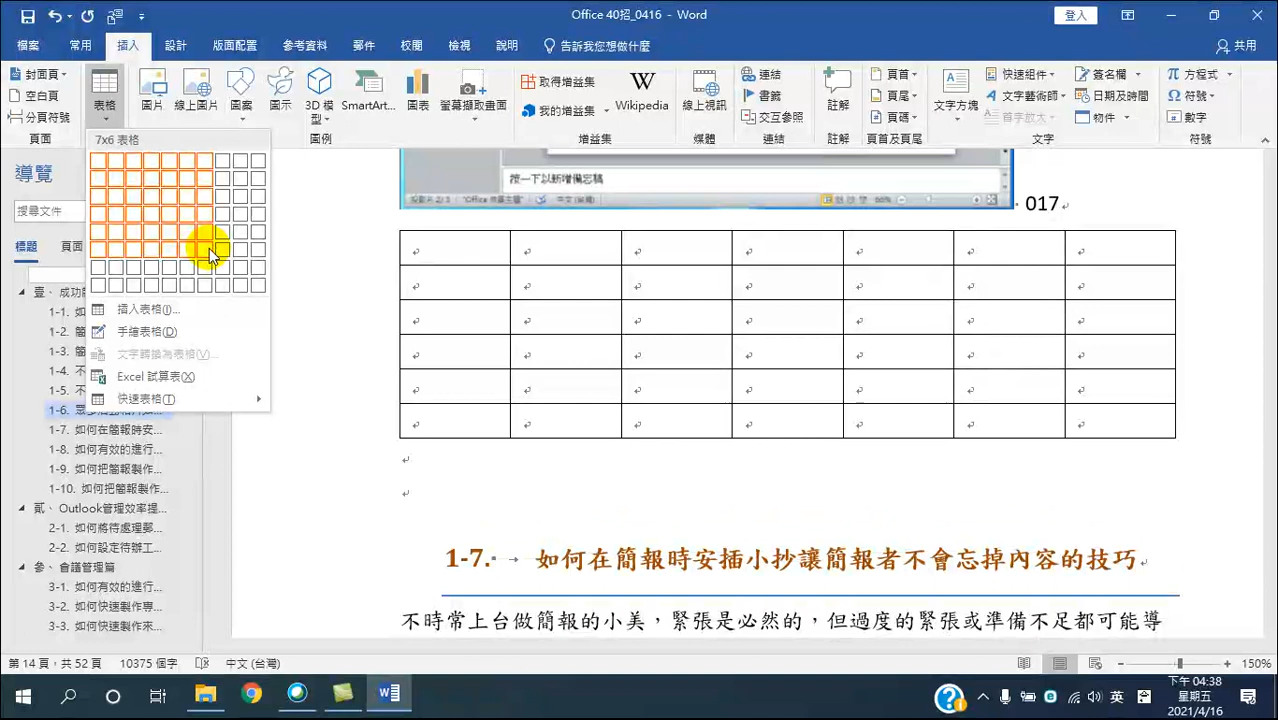 Office 40招_0416 - Word
登入
檔案 常用 插入 設計 版面配置 參考資料 郵件 校閱 檢視 說明 告訴我您想做什麼 共用
封面頁
空白頁
分頁符號
頁面
表格
圖片 線上圖片 圖案 圖示 3D 模型 SmartArt... 圖表 螢幕擷取畫面
圖例
取得增益集
我的增益集
Wikipedia
增益集
線上視訊
媒體
連結
書籤
交互參照
連結
註解
註解
頁首
頁尾
頁碼
頁首及頁尾
文字方塊
快速組件
文字藝術師
首字放大
簽名欄
日期及時間
物件
文字
π 方程式
Ω 符號
數字
符號
7x6 表格
插入表格(I)...
手繪表格(D)
文字轉換為表格(V)...
Excel 試算表(X)
快速表格(T)
導覽
搜尋文件
標題 頁面
壹、成功
1-1. 如
1-2. 簡
1-3. 簡
1-4. 不
1-5. 不
1-6.
1-7. 如何在簡報時安...
1-8. 如何有效的進行...
1-9. 如何把簡報製作...
1-10. 如何把簡報製作...
貳、Outlook管理效率提...
2-1. 如何將待處理郵...
2-2. 如何設定待辦工...
參、會議管理篇
3-1. 如何有效的進行...
3-2. 如何快速製作專...
3-3. 如何快速製作來...
按一下以新增備忘稿
017
1-7. 如何在簡報時安插小抄讓簡報者不會忘掉內容的技巧
不時常上台做簡報的小美，緊張是必然的，但過度的緊張或準備不足都可能導
第 14 頁，共 52 頁 10375 個字 中文 (台灣) 150%
英
下午 04:38
星期五
2021/4/16